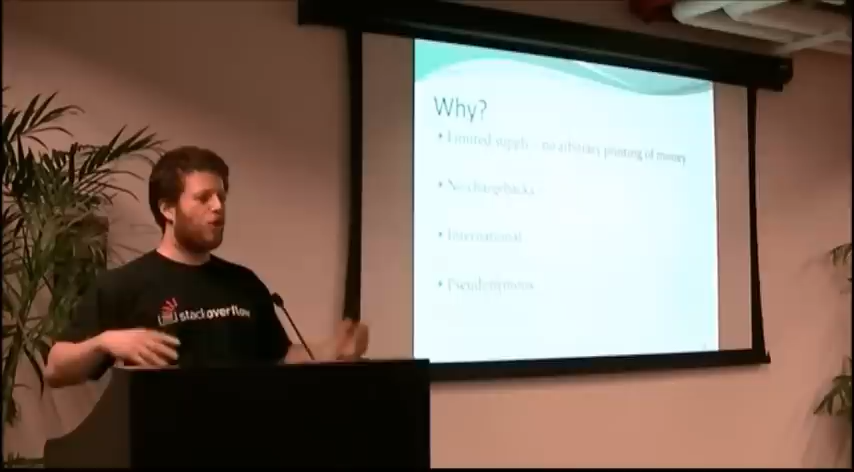 stackoverflow
Why?
• Limited supply – no arbitrary printing of money
• No chargebacks
• International
• Pseudonymous